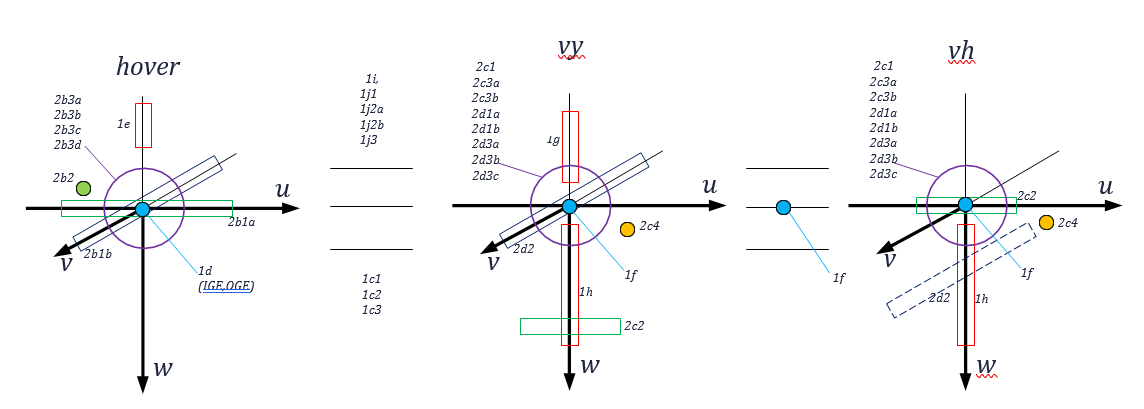 hover
2b3a
2b3b
2b3c
2b3d
1e
2b2
u
2b1a
2b1b
v
1d
(IGE,OGE)
w
1i,
1j1
1j2a
1j2b
1j3
1c1
1c2
1c3
vy
2c1
2c3a
2c3b
2d1a
2d1b
2d3a
2d3b
2d3c
1g
u
2c4
2d2
v
1f
1h
2c2
w
1f
vh
2c1
2c3a
2c3b
2d1a
2d1b
2d3a
2d3b
2d3c
u
2c2
2c4
v
1f
2d2
1h
w